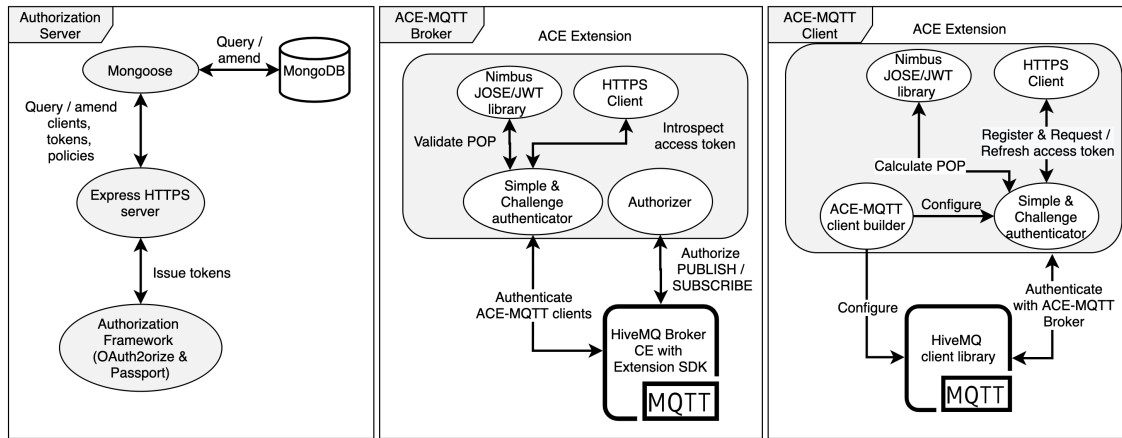 Authorization
Server
Query /
amend
Mongoose
MongoDB
Query / amend
clients,
tokens,
policies
Express HTTPS
server
Issue tokens
Authorization
Framework
(OAuth2orize &
Passport)
ACE-MQTT
Broker
ACE Extension
Nimbus
JOSE/JWT
library
HTTPS
Client
Validate POP
Introspect
access token
Simple &
Challenge
authenticator
Authorizer
Authorize
PUBLISH /
SUBSCRIBE
Authenticate
ACE-MQTT clients
HiveMQ Broker
CE with
Extension SDK
MQTT
ACE-MQTT
Client
ACE Extension
Nimbus
JOSE/JWT
library
HTTPS
Client
Register & Request /
Refresh access token
Calculate POP
ACE-MQTT
client builder
Configure
Simple &
Challenge
authenticator
Configure
Authenticate
with ACE-MQTT
Broker
HiveMQ
client library
MQTT